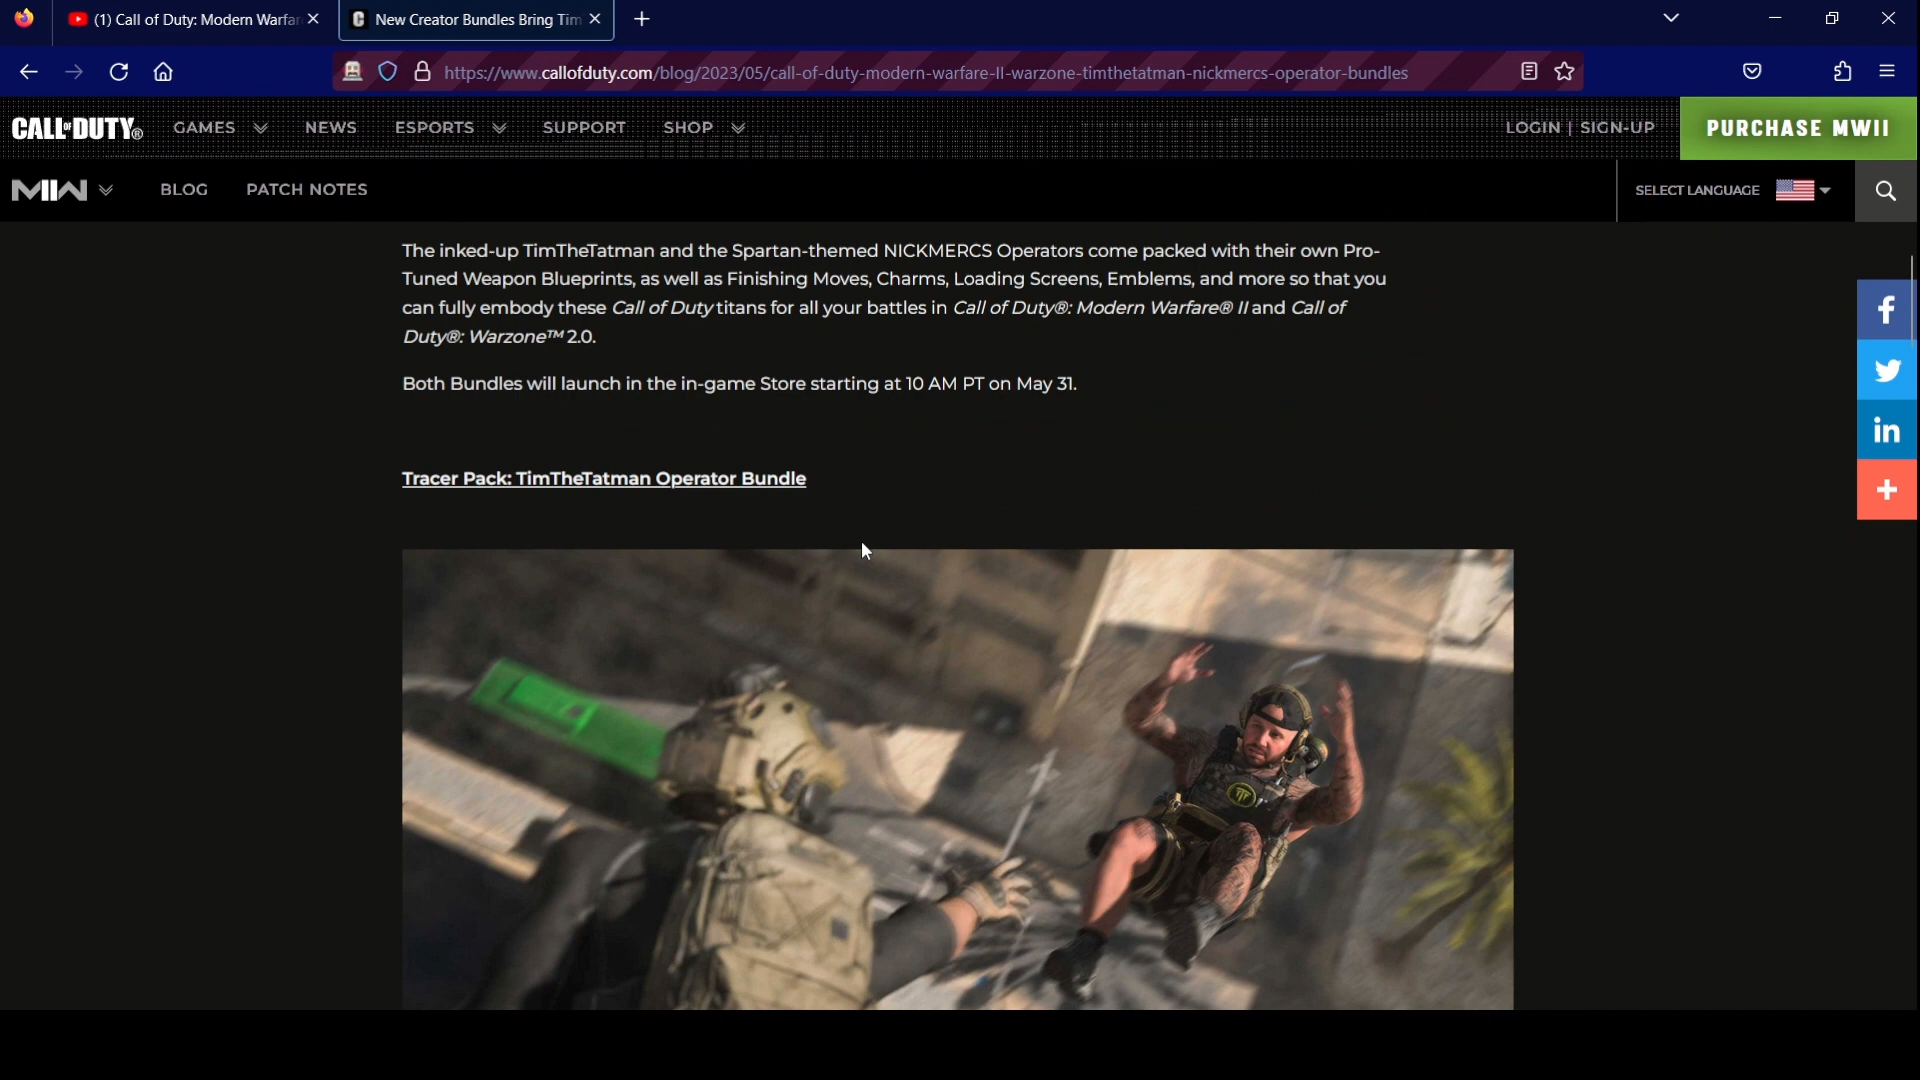 (1) Call of Duty: Modern Warfar
New Creator Bundles Bring Tim
https://www.callofduty.com/blog/2023/05/call-of-duty-modern-warfare-II-warzone-timthetatman-nickmercs-operator-bundles
CALL OF DUTY®
GAMES
NEWS
ESPORTS
SUPPORT
SHOP
LOGIN | SIGN-UP
PURCHASE MWII
MWII
BLOG
PATCH NOTES
SELECT LANGUAGE
The inked-up TimTheTatman and the Spartan-themed NICKMERCS Operators come packed with their own Pro-
Tuned Weapon Blueprints, as well as Finishing Moves, Charms, Loading Screens, Emblems, and more so that you
can fully embody these Call of Duty titans for all your battles in Call of Duty®: Modern Warfare® II and Call of
Duty®: Warzone™ 2.0.
Both Bundles will launch in the in-game Store starting at 10 AM PT on May 31.
Tracer Pack: TimTheTatman Operator Bundle